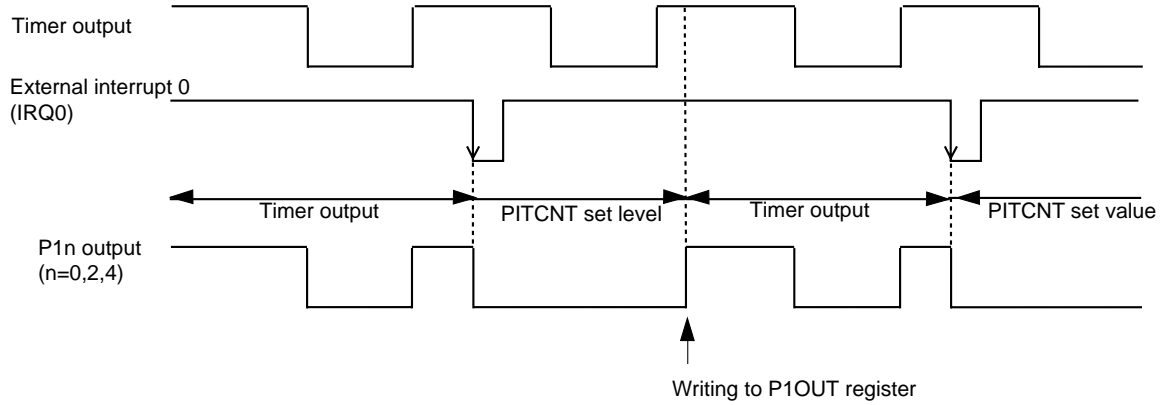 Timer output
External interrupt 0
(IRQ0)
Timer output
PITCNT set level
Timer output
PITCNT set value
P1n output
(n=0,2,4)
Writing to P1OUT register